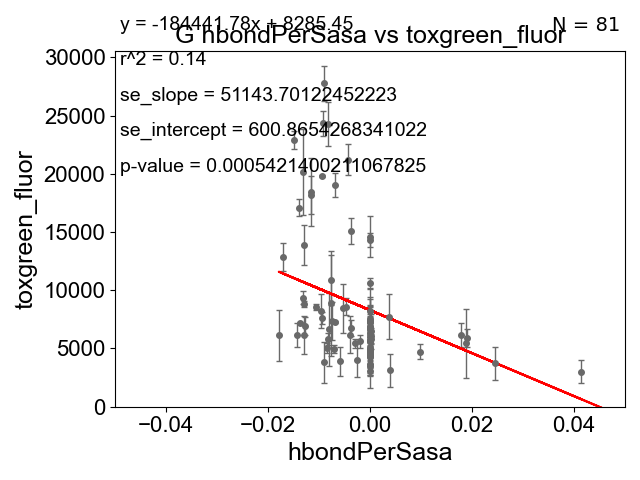 y = -184441.78x + 8285.45
N = 81
G hbondPerSasa vs toxgreen_fluor
r^2 = 0.14
se_slope = 51143.70122452223
se_intercept = 600.8654268341022
p-value = 0.0005421400211067825
30000
25000
20000
15000
10000
5000
0
toxgreen_fluor
−0.04
−0.02
0.00
0.02
0.04
hbondPerSasa